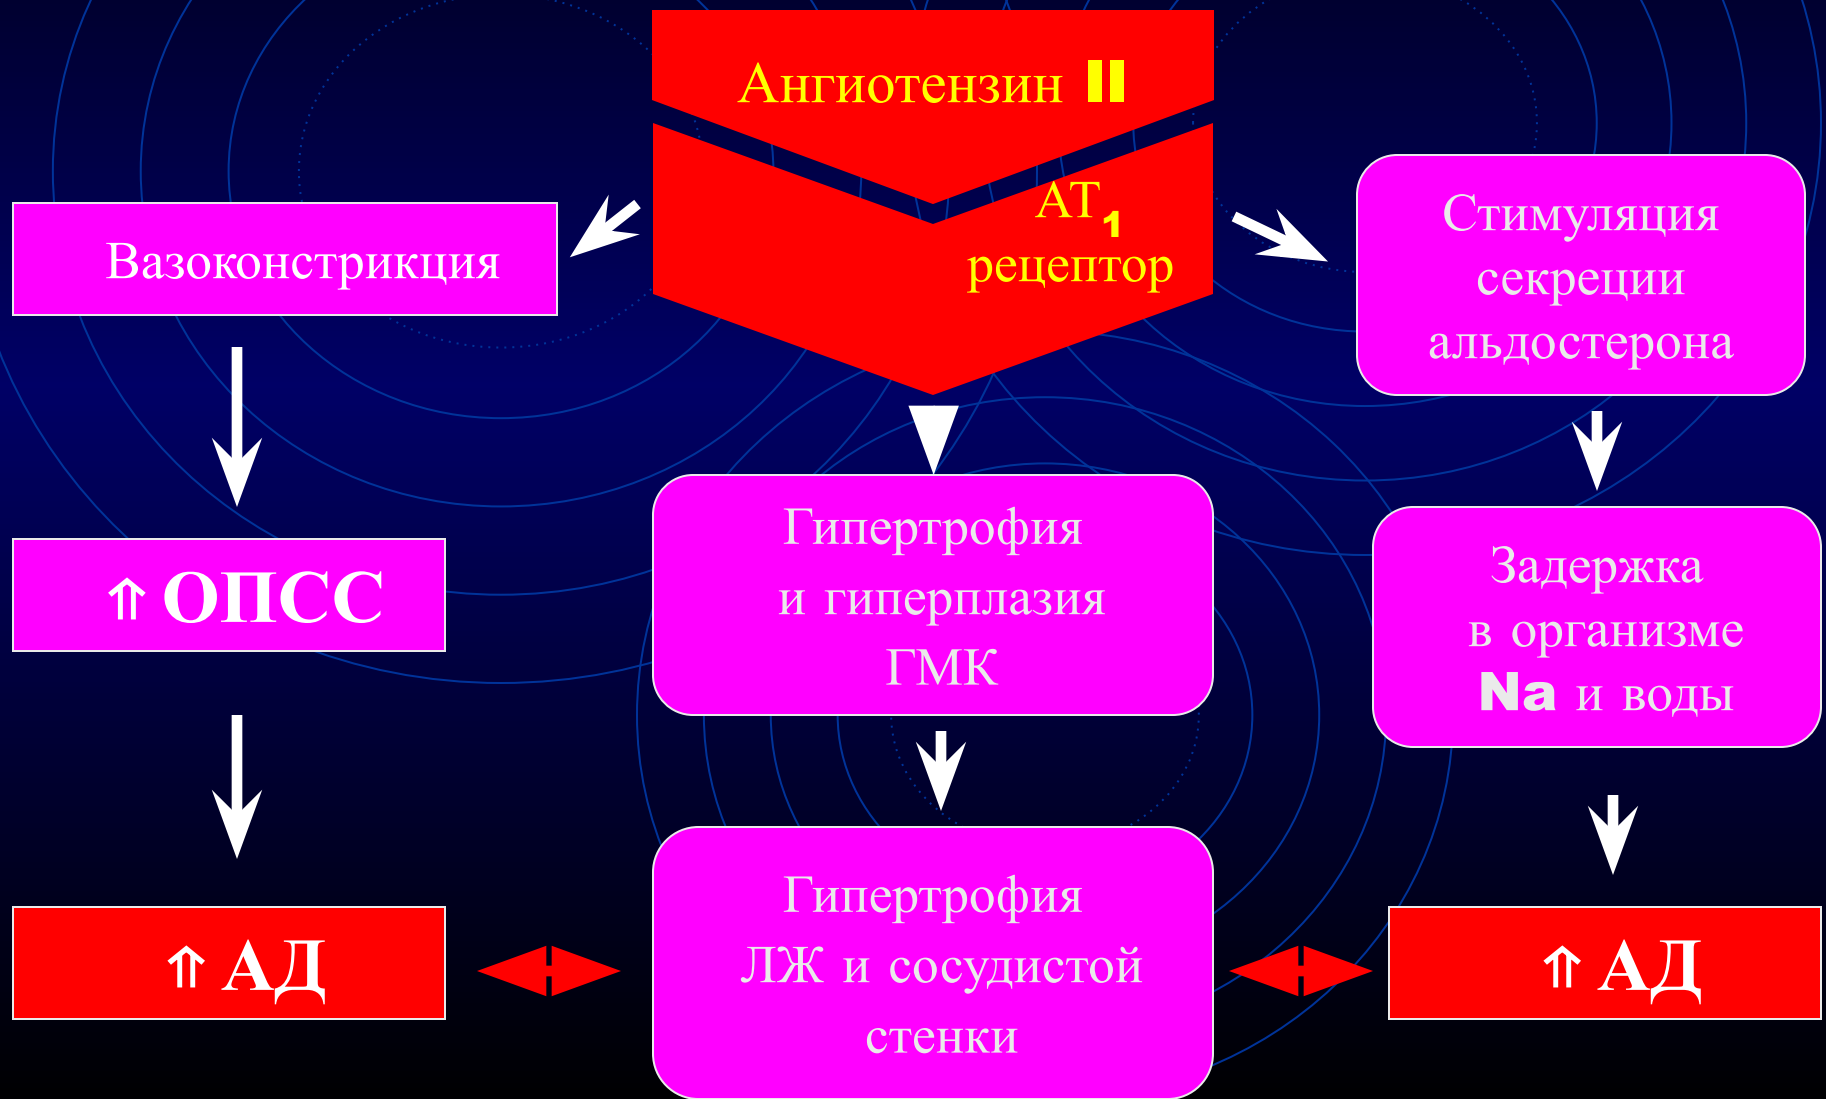 Ангиотензин II
АТ1
рецептор
Вазоконстрикция
Стимуляция
секреции
альдостерона
⇑ ОПСС
Гипертрофия
и гиперплазия
ГМК
Задержка
в организме
Na и воды
⇑ АД
Гипертрофия
ЛЖ и сосудистой
стенки
⇑ АД